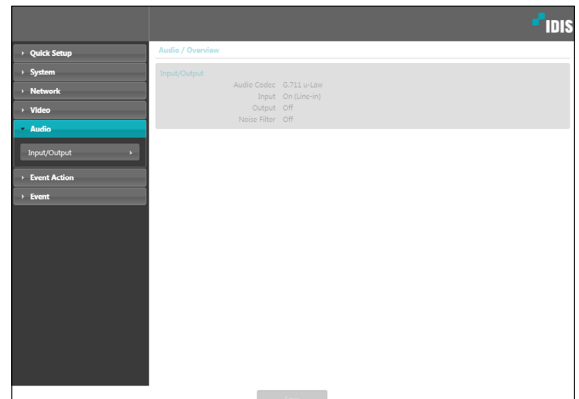 IDIS
Quick Setup
System
Network
Video
Audio
Input/Output
Event Action
Event
Audio / Overview
Input/Output
Audio Codec G.711 u-Law
Input On (Line-in)
Output Off
Noise Filter Off